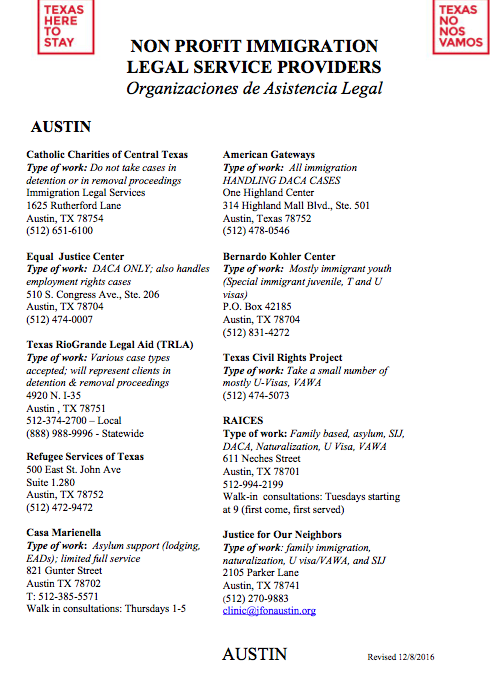 TEXAS
HERE
TO
STAY
TEXAS
NO
NOS
VAMOS
NON PROFIT IMMIGRATION
LEGAL SERVICE PROVIDERS
Organizaciones de Asistencia Legal
AUSTIN
Catholic Charities of Central Texas
Type of work: Do not take cases in
detention or in removal proceedings
Immigration Legal Services
1625 Rutherford Lane
Austin, TX 78754
(512) 651-6100
Equal Justice Center
Type of work: DACA ONLY; also handles
employment rights cases
510 S. Congress Ave., Ste. 206
Austin, TX 78704
(512) 474-0007
Texas RioGrande Legal Aid (TRLA)
Type of work: Various case types
accepted; will represent clients in
detention & removal proceedings
4920 N. I-35
Austin , TX 78751
512-374-2700 – Local
(888) 988-9996 - Statewide
Refugee Services of Texas
500 East St. John Ave
Suite 1.280
Austin, TX 78752
(512) 472-9472
Casa Marienella
Type of work: Asylum support (lodging,
EADs); limited full service
821 Gunter Street
Austin TX 78702
T: 512-385-5571
Walk in consultations: Thursdays 1-5
American Gateways
Type of work: All immigration
HANDLING DACA CASES
One Highland Center
314 Highland Mall Blvd., Ste. 501
Austin, Texas 78752
(512) 478-0546
Bernardo Kohler Center
Type of work: Mostly immigrant youth
(Special immigrant juvenile, T and U
visas)
P.O. Box 42185
Austin, TX 78704
(512) 831-4272
Texas Civil Rights Project
Type of work: Take a small number of
mostly U-Visas, VAWA
(512) 474-5073
RAICES
Type of work: Family based, asylum, SIJ,
DACA, Naturalization, U Visa, VAWA
611 Neches Street
Austin, TX 78701
512-994-2199
Walk-in consultations: Tuesdays starting
at 9 (first come, first served)
Justice for Our Neighbors
Type of work: family immigration,
naturalization, U visa/VAWA, and SIJ
2105 Parker Lane
Austin, TX 78741
(512) 270-9883
clinic@jfonaustin.org
AUSTIN
Revised 12/8/2016